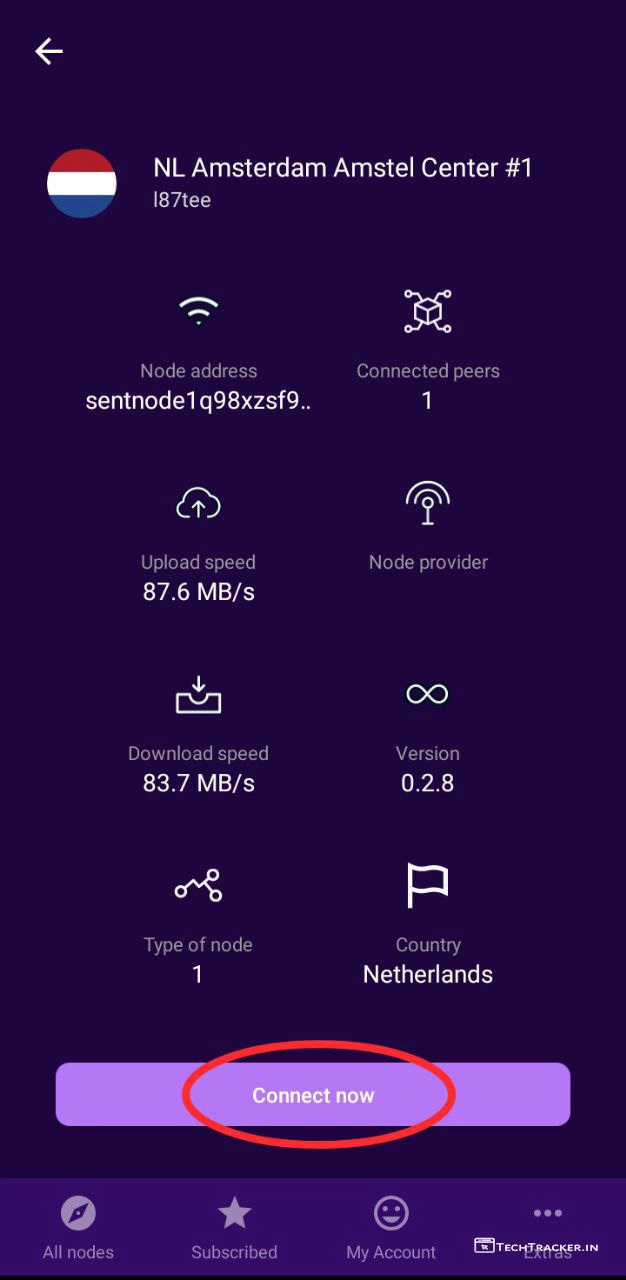 NL Amsterdam Amstel Center #1
l87tee
Node address
sentnode1q98xzsf9..
Connected peers
1
Upload speed
87.6 MB/s
Node provider
Download speed
83.7 MB/s
Version
0.2.8
Type of node
1
Country
Netherlands
Connect now
All nodes
Subscribed
My Account
Extras
TECHTRACKER.IN